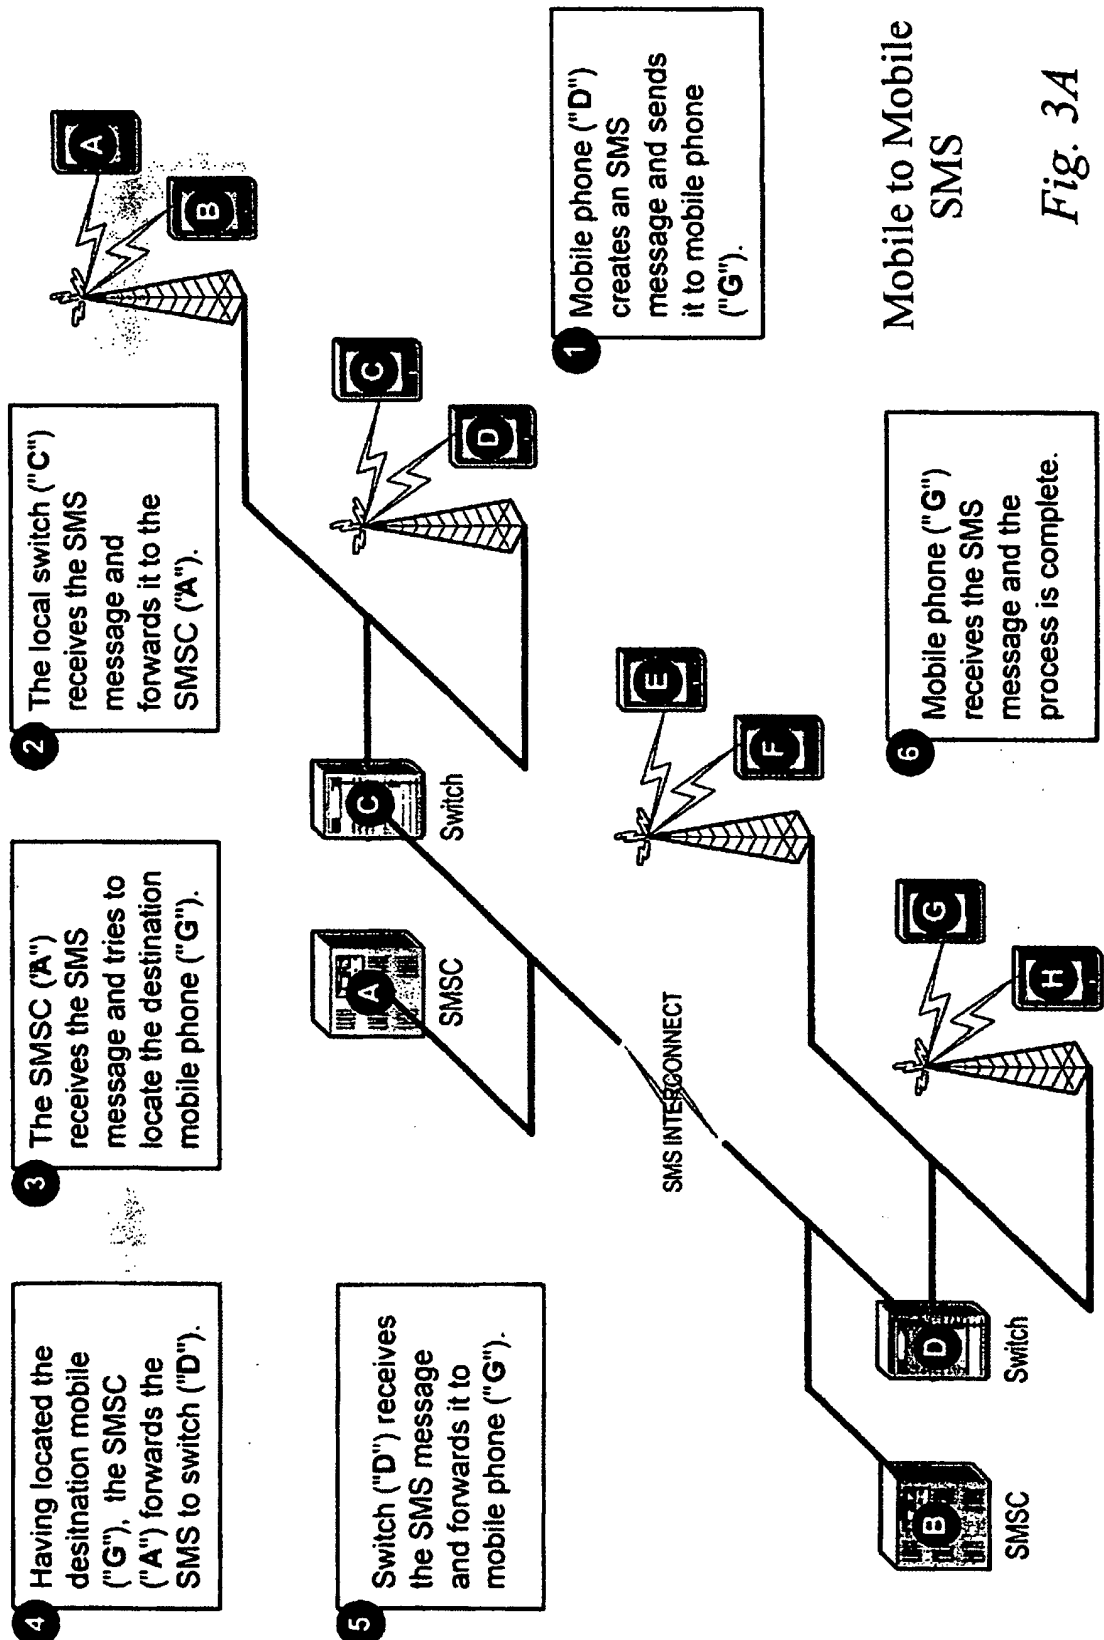 4
Having located the
desitnation mobile
("G"), the SMSC
("A") forwards the
SMS to switch ("D").
3
The SMSC ("A")
receives the SMS
message and tries to
locate the destination
mobile phone ("G").
2
The local switch ("C")
receives the SMS
message and
forwards it to the
SMSC ("A").
5
Switch ("D") receives
the SMS message
and forwards it to
mobile phone ("G").
A
SMSC
C
Switch
A
B
C
D
1
Mobile phone ("D")
creates an SMS
message and sends
it to mobile phone
("G").
SMS INTERCONNECT
B
SMSC
D
Switch
E
F
G
H
6
Mobile phone ("G")
receives the SMS
message and the
process is complete.
Mobile to Mobile
SMS
Fig. 3A